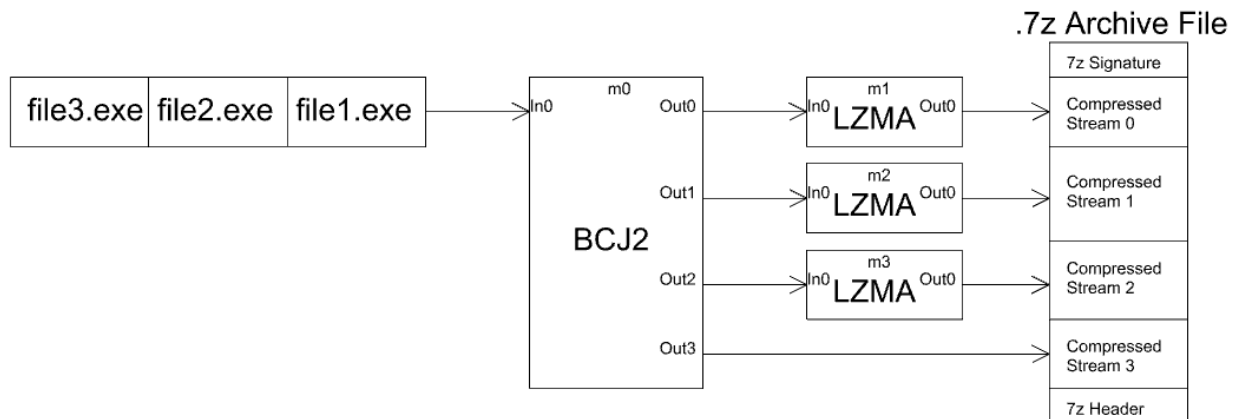 .7z Archive File
7z Signature
file3.exe
file2.exe
file1.exe
In0
m0
Out0
In0
m1
LZMA
Out0
Compressed
Stream 0
Out1
In0
m2
LZMA
Out0
Compressed
Stream 1
BCJ2
Out2
In0
m3
LZMA
Out0
Compressed
Stream 2
Out3
Compressed
Stream 3
7z Header